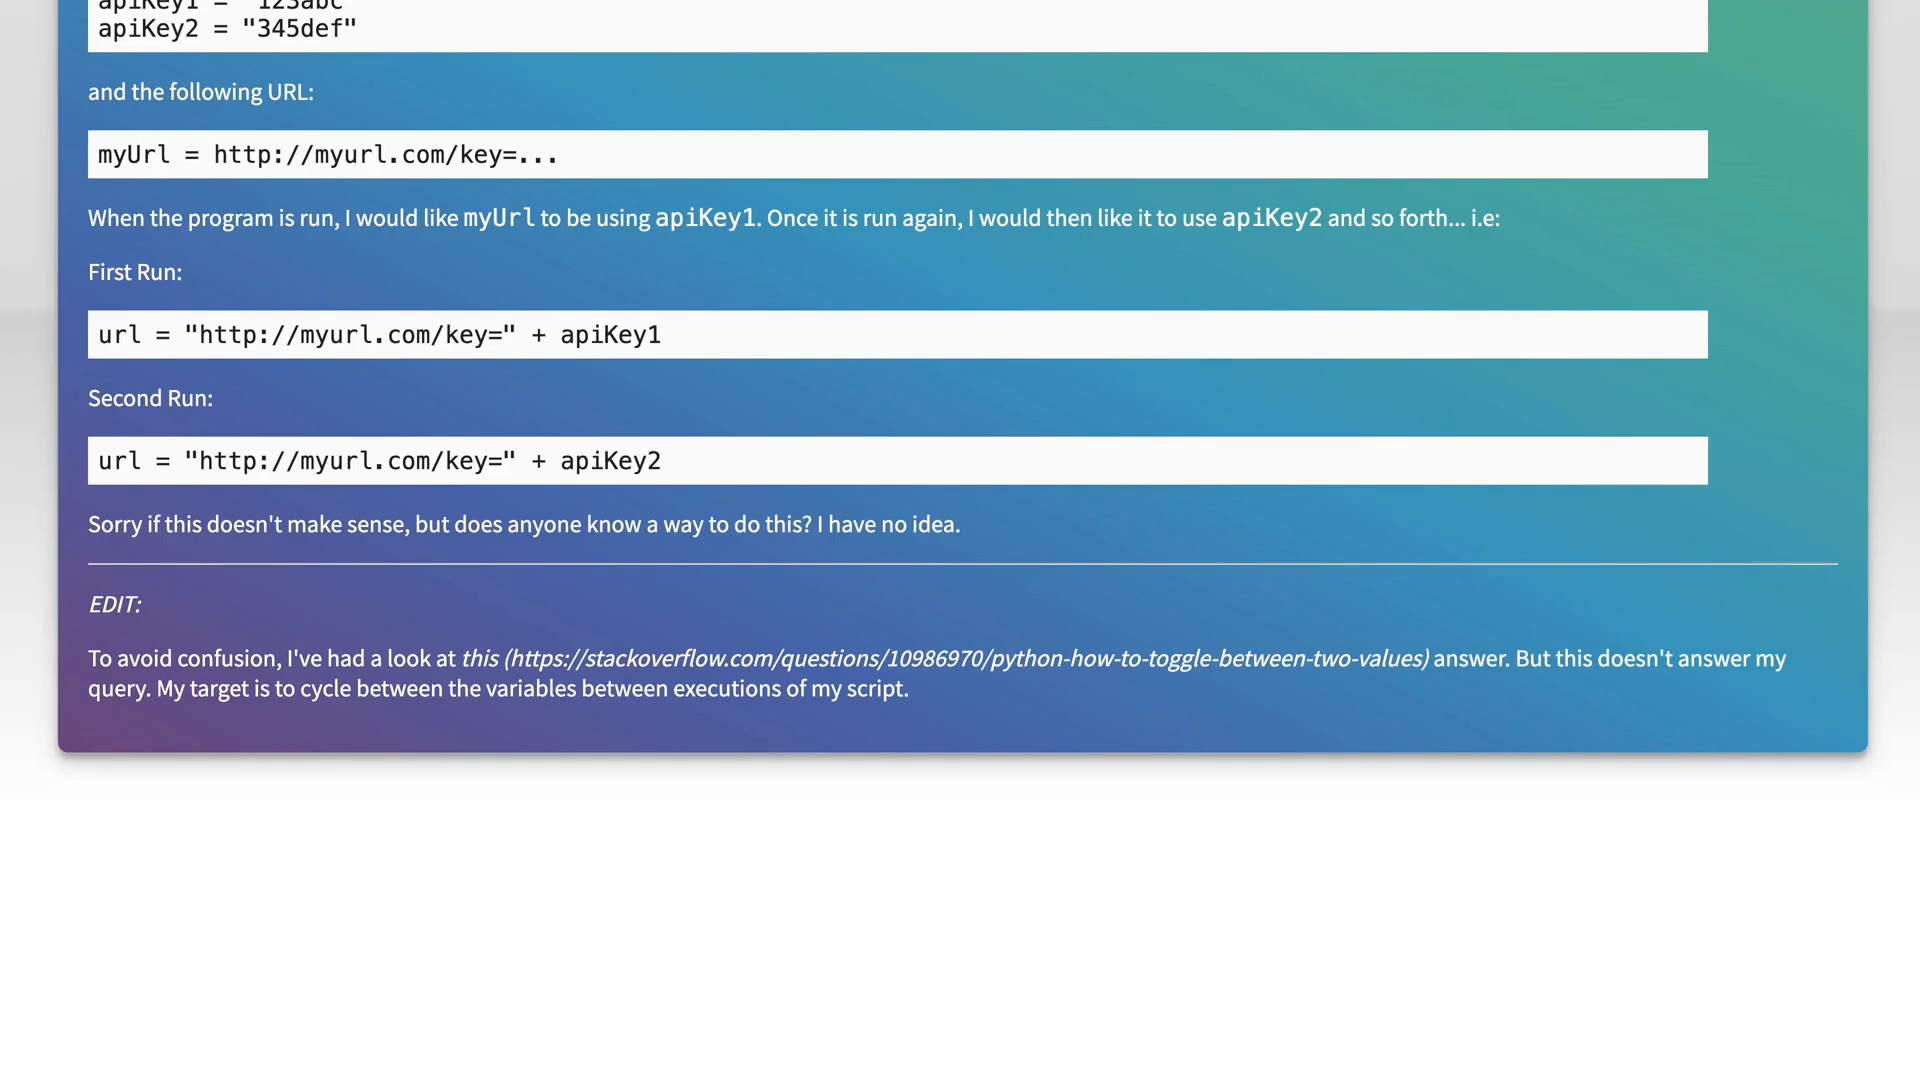 apiKey1 = "123abc"
apiKey2 = "345def"
and the following URL:
myUrl = http://myurl.com/key=...
When the program is run, I would like myUrl to be using apiKey1. Once it is run again, I would then like it to use apiKey2 and so forth... i.e:
First Run:
url = "http://myurl.com/key=" + apiKey1
Second Run:
url = "http://myurl.com/key=" + apiKey2
Sorry if this doesn't make sense, but does anyone know a way to do this? I have no idea.
EDIT:
To avoid confusion, I've had a look at this (https://stackoverflow.com/questions/10986970/python-how-to-toggle-between-two-values) answer. But this doesn't answer my
query. My target is to cycle between the variables between executions of my script.